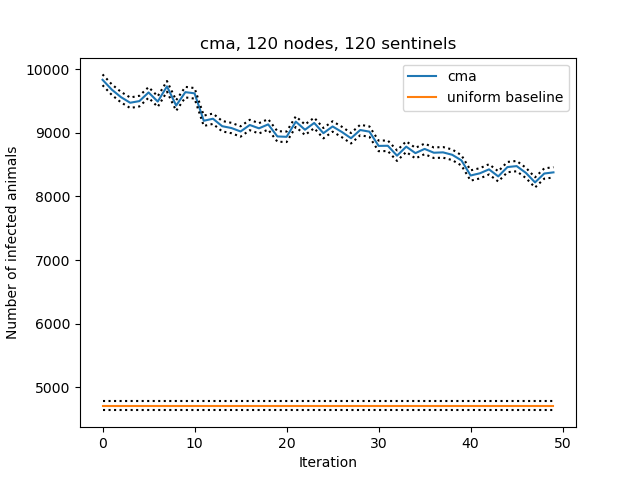 cma, 120 nodes, 120 sentinels
cma
uniform baseline
10000
9000
8000
7000
6000
5000
Number of infected animals
0 10 20 30 40 50
Iteration